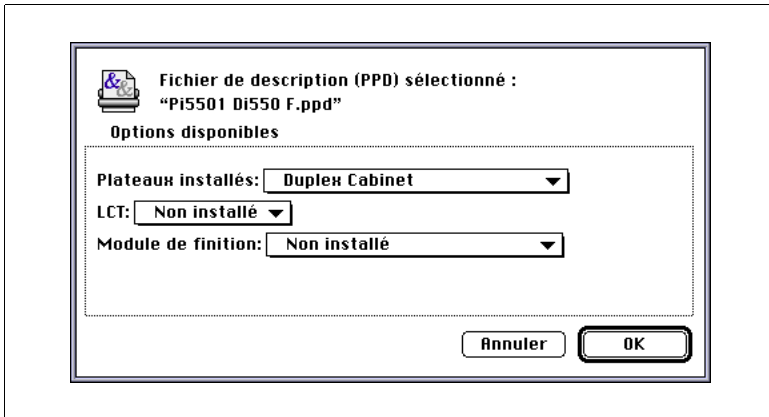 Fichier de description (PPD) sélectionné :
“Pi5501 Di550 F.ppd”
Options disponibles
Plateaux installés: Duplex Cabinet
LCT: Non installé
Module de finition: Non installé
Annuler OK